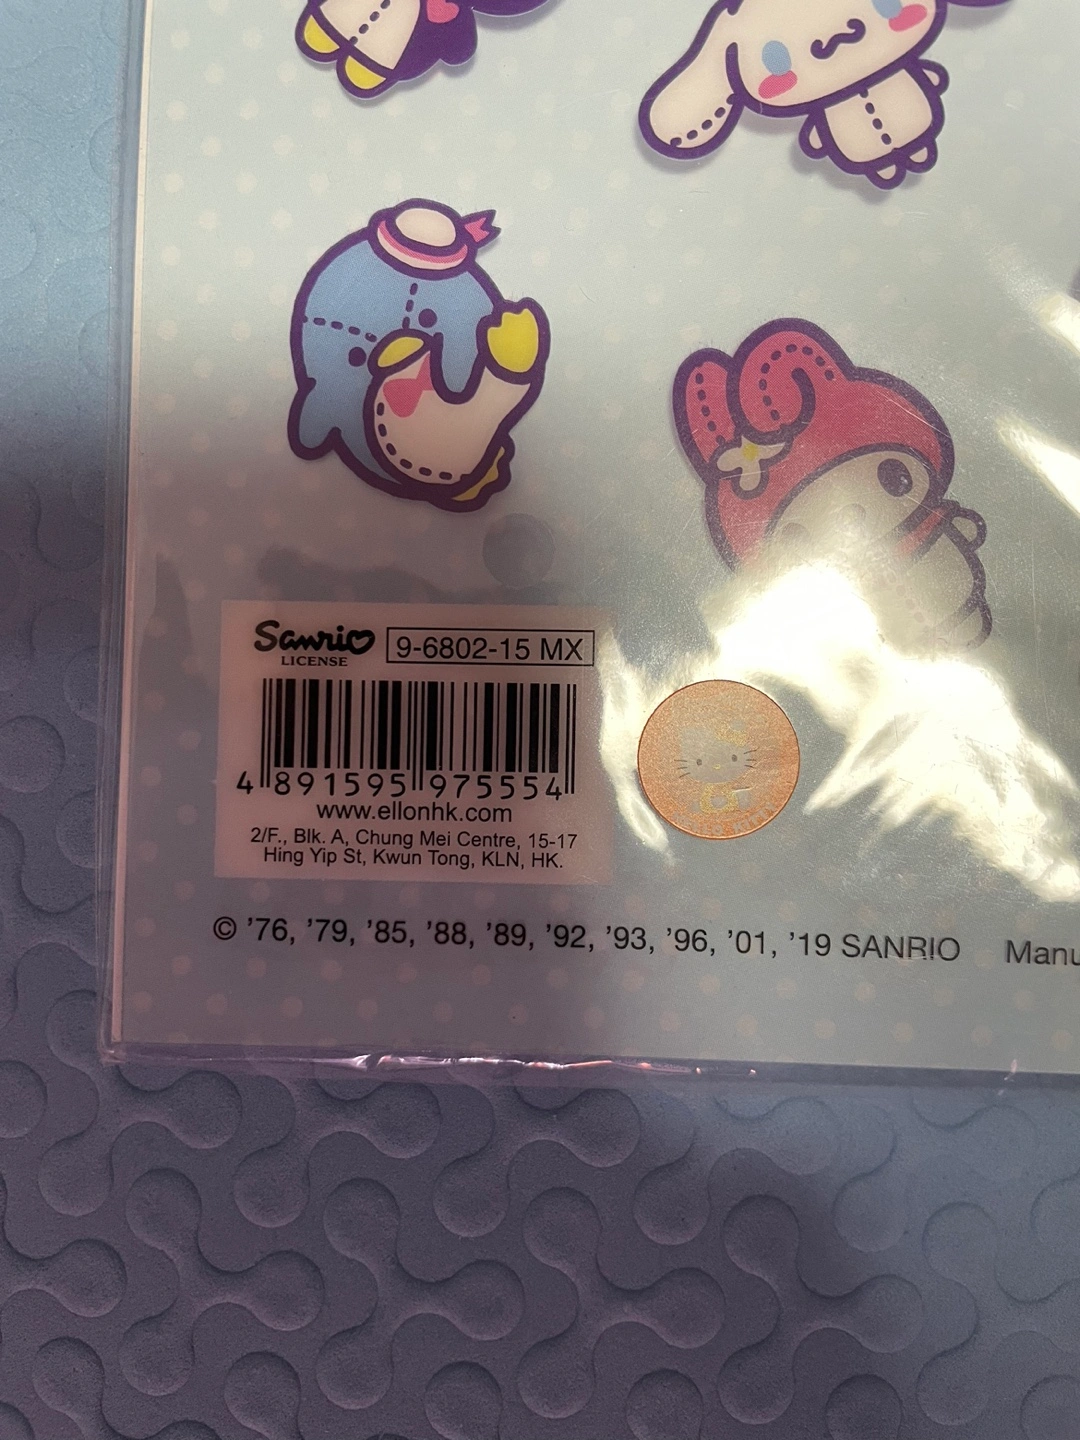 Sanrio
LICENSE
9-6802-15 MX
4 891595 975554
www.ellonhk.com
2/F., Blk. A, Chung Mei Centre, 15-17
Hing Yip St, Kwun Tong, KLN, HK.
© '76, '79, '85, '88, '89, '92, '93, '96, '01, '19 SANRIO Manu